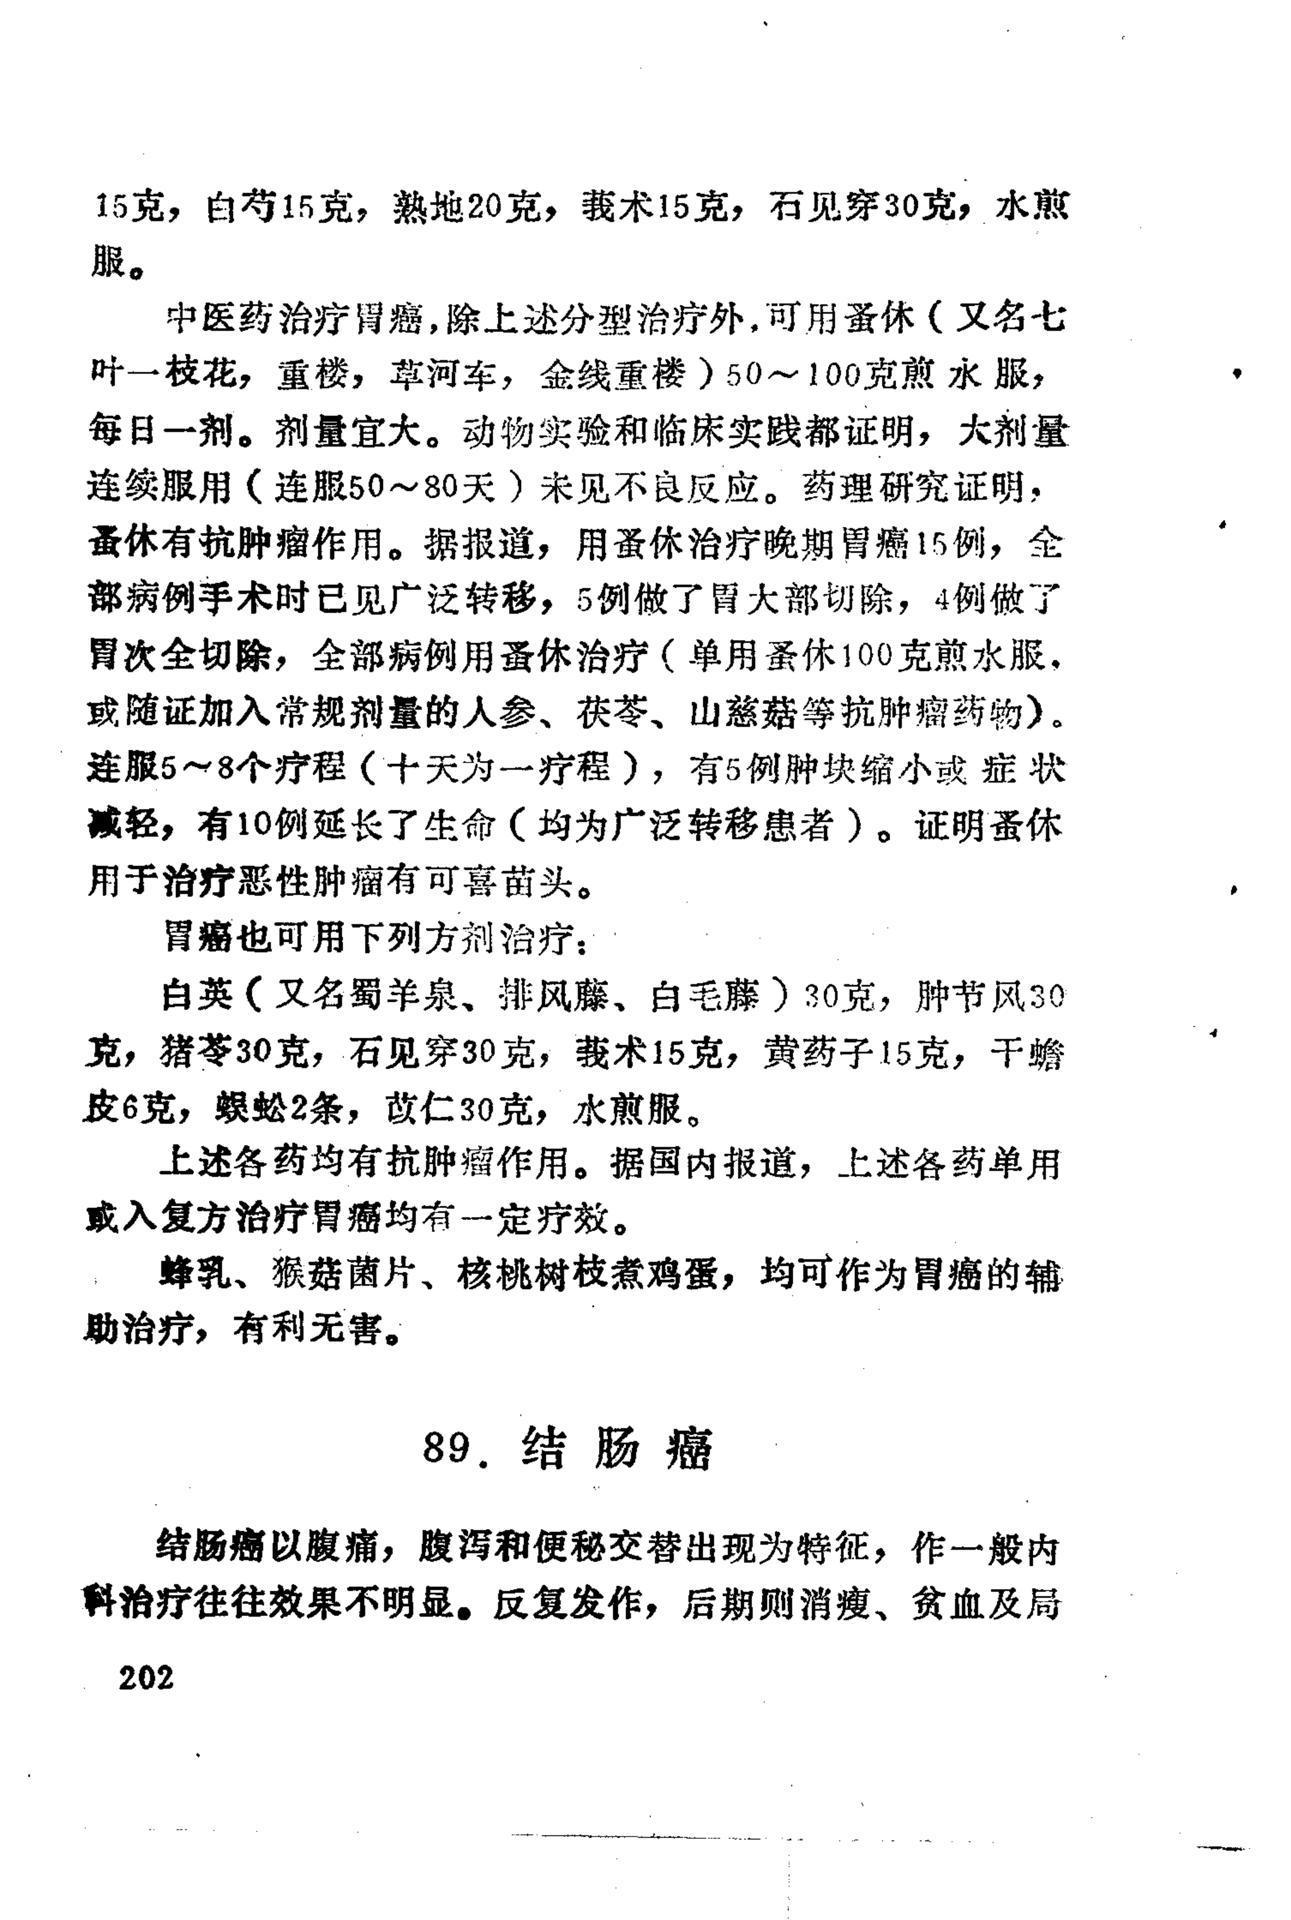 15克，白芍15克，熟地20克，莪术15克，石见穿30克，水煎
服。
中医药治疗胃癌，除上述分型治疗外，可用蚤休（又名七
叶一枝花，重楼，草河车，金线重楼）50～100克煎水服，
每日一剂。剂量宜大。动物实验和临床实践都证明，大剂量
连续服用（连服50～80天）未见不良反应。药理研究证明，
蚤休有抗肿瘤作用。据报道，用蚤休治疗晚期胃癌15例，全
部病例手术时已见广泛转移，5例做了胃大部切除，4例做了
胃次全切除，全部病例用蚤休治疗（单用蚤休100克煎水服，
或随证加入常规剂量的人参、茯苓、山慈菇等抗肿瘤药物）。
连服5～8个疗程（十天为一疗程），有5例肿块缩小或症状
减轻，有10例延长了生命（均为广泛转移患者）。证明蚤休
用于治疗恶性肿瘤有可喜苗头。
胃癌也可用下列方剂治疗：
白英（又名蜀羊泉、排风藤、白毛藤）30克，肿节风30
克，猪苓30克，石见穿30克，莪术15克，黄药子15克，干蟾
皮6克，蜈蚣2条，苡仁30克，水煎服。
上述各药均有抗肿瘤作用。据国内报道，上述各药单用
或入复方治疗胃癌均有一定疗效。
蜂乳、猴菇菌片、核桃树枝煮鸡蛋，均可作为胃癌的辅
助治疗，有利无害。
89．结肠癌
结肠癌以腹痛，腹泻和便秘交替出现为特征，作一般内
科治疗往往效果不明显。反复发作，后期则消瘦、贫血及局
202